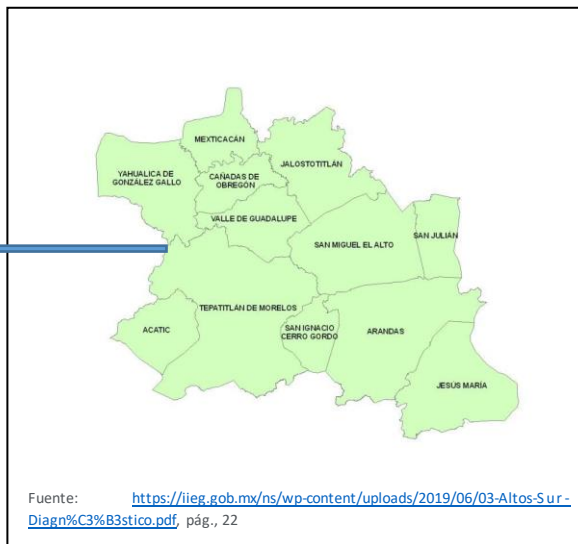 MEXTICACÁN
YAHUALICA DE
GONZÁLEZ GALLO
CAÑADAS DE
OBREGÓN
JALOSTOTITLÁN
VALLE DE GUADALUPE
SAN MIGUEL EL ALTO
SAN JULIÁN
TEPATITLÁN DE MORELOS
ACATIC
SAN IGNACIO
CERRO GORDO
ARANDAS
JESÚS MARÍA
Fuente: https://iieg.gob.mx/ns/wp-content/uploads/2019/06/03-Altos-Sur-
Diagn%C3%B3stico.pdf, pág., 22